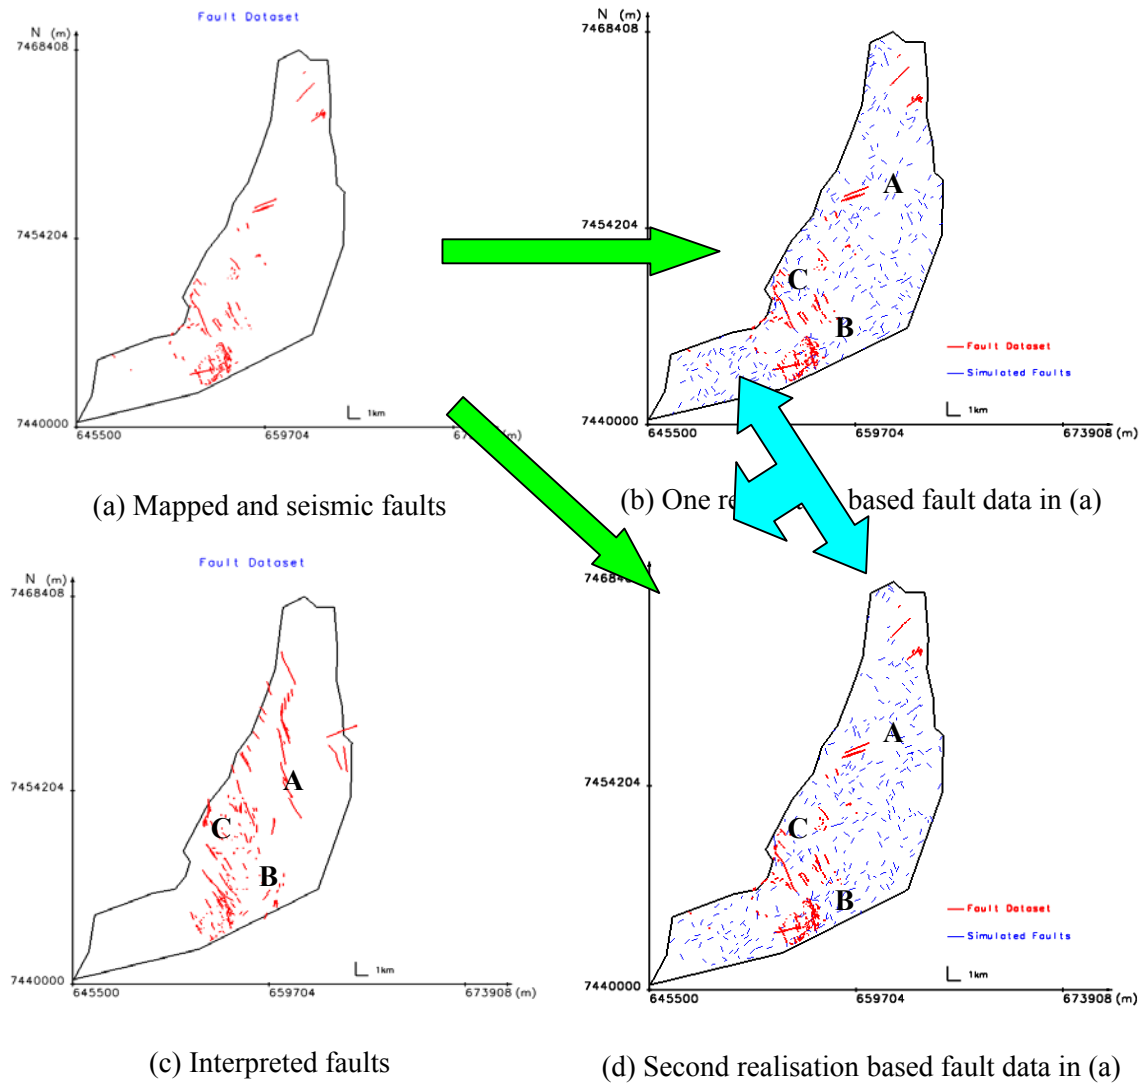 Fault Dataset
N (m)
7468408
7454204
7440000
645500
659704
1km
(a) Mapped and seismic faults
N (m)
7468408
7454204
7440000
645500
659704
673908 (m)
A
C
B
Fault Dataset
Simulated Faults
1km
(b) One based fault data in (a)
Fault Dataset
N (m)
7468408
7454204
7440000
645500
659704
673908 (m)
A
C
B
1km
(c) Interpreted faults
N (m)
7454204
7440000
645500
659704
673908 (m)
A
C
B
Fault Dataset
Simulated Faults
1km
(d) Second realisation based fault data in (a)